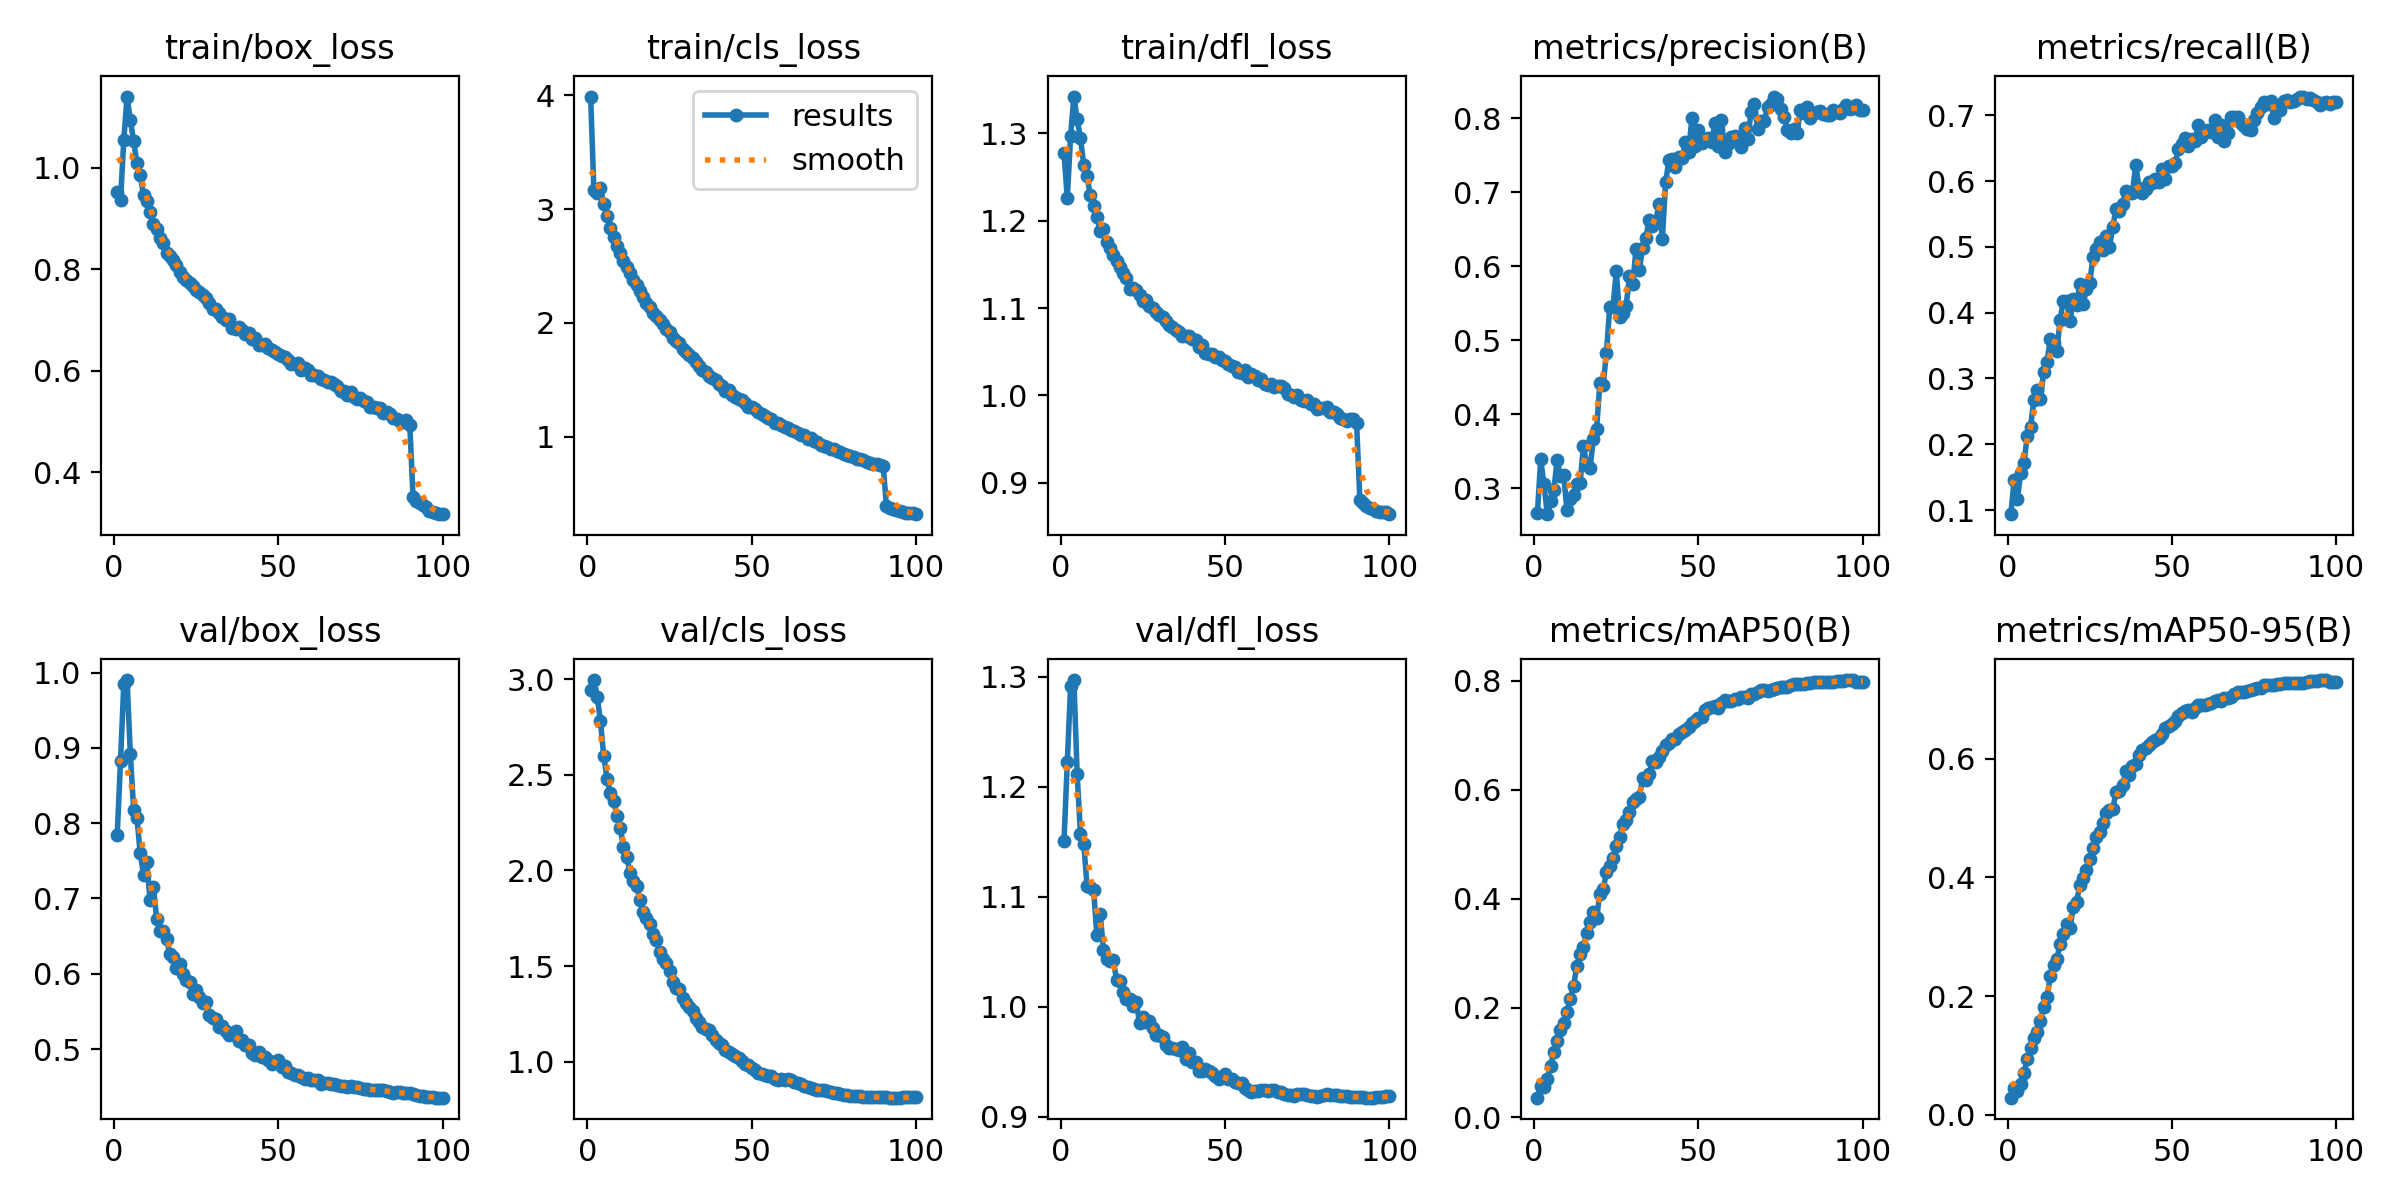 train/box_loss
1.0
0.8
0.6
0.4
0 50 100
train/cls_loss
4
3
2
1
results
smooth
0 50 100
train/dfl_loss
1.3
1.2
1.1
1.0
0.9
0 50 100
metrics/precision(B)
0.8
0.7
0.6
0.5
0.4
0.3
0 50 100
metrics/recall(B)
0.7
0.6
0.5
0.4
0.3
0.2
0.1
0 50 100
val/box_loss
1.0
0.9
0.8
0.7
0.6
0.5
0 50 100
val/cls_loss
3.0
2.5
2.0
1.5
1.0
0 50 100
val/dfl_loss
1.3
1.2
1.1
1.0
0.9
0 50 100
metrics/mAP50(B)
0.8
0.6
0.4
0.2
0.0
0 50 100
metrics/mAP50-95(B)
0.6
0.4
0.2
0.0
0 50 100